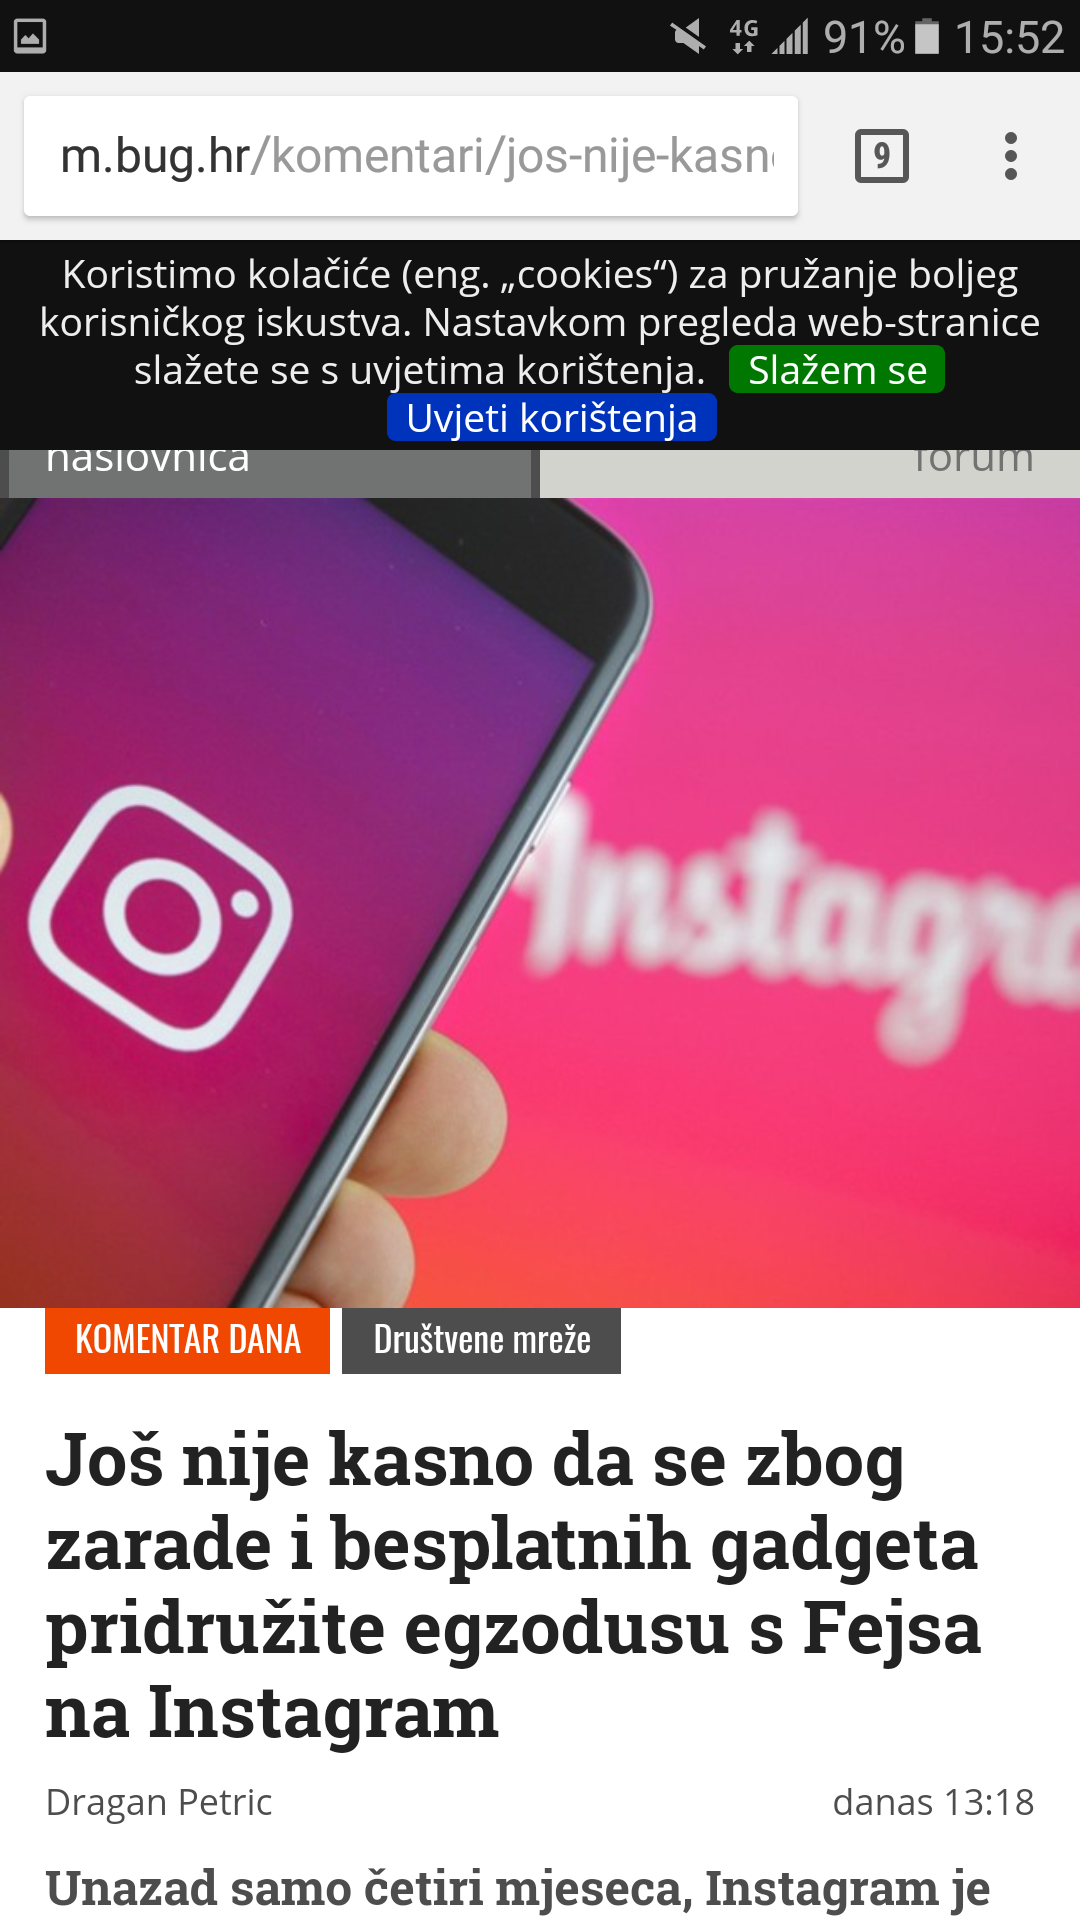 4G 91% 15:52
m.bug.hr/komentari/jos-nije-kasn
9
Koristimo kolačiće (eng. „cookies“) za pružanje boljeg
korisničkog iskustva. Nastavkom pregleda web-stranice
slažete se s uvjetima korištenja. Slažem se
Uvjeti korištenja
naslovnica forum
Instagra
KOMENTAR DANA Društvene mreže
Još nije kasno da se zbog
zarade i besplatnih gadgeta
pridružite egzodusu s Fejsa
na Instagram
Dragan Petric danas 13:18
Unazad samo četiri mjeseca, Instagram je